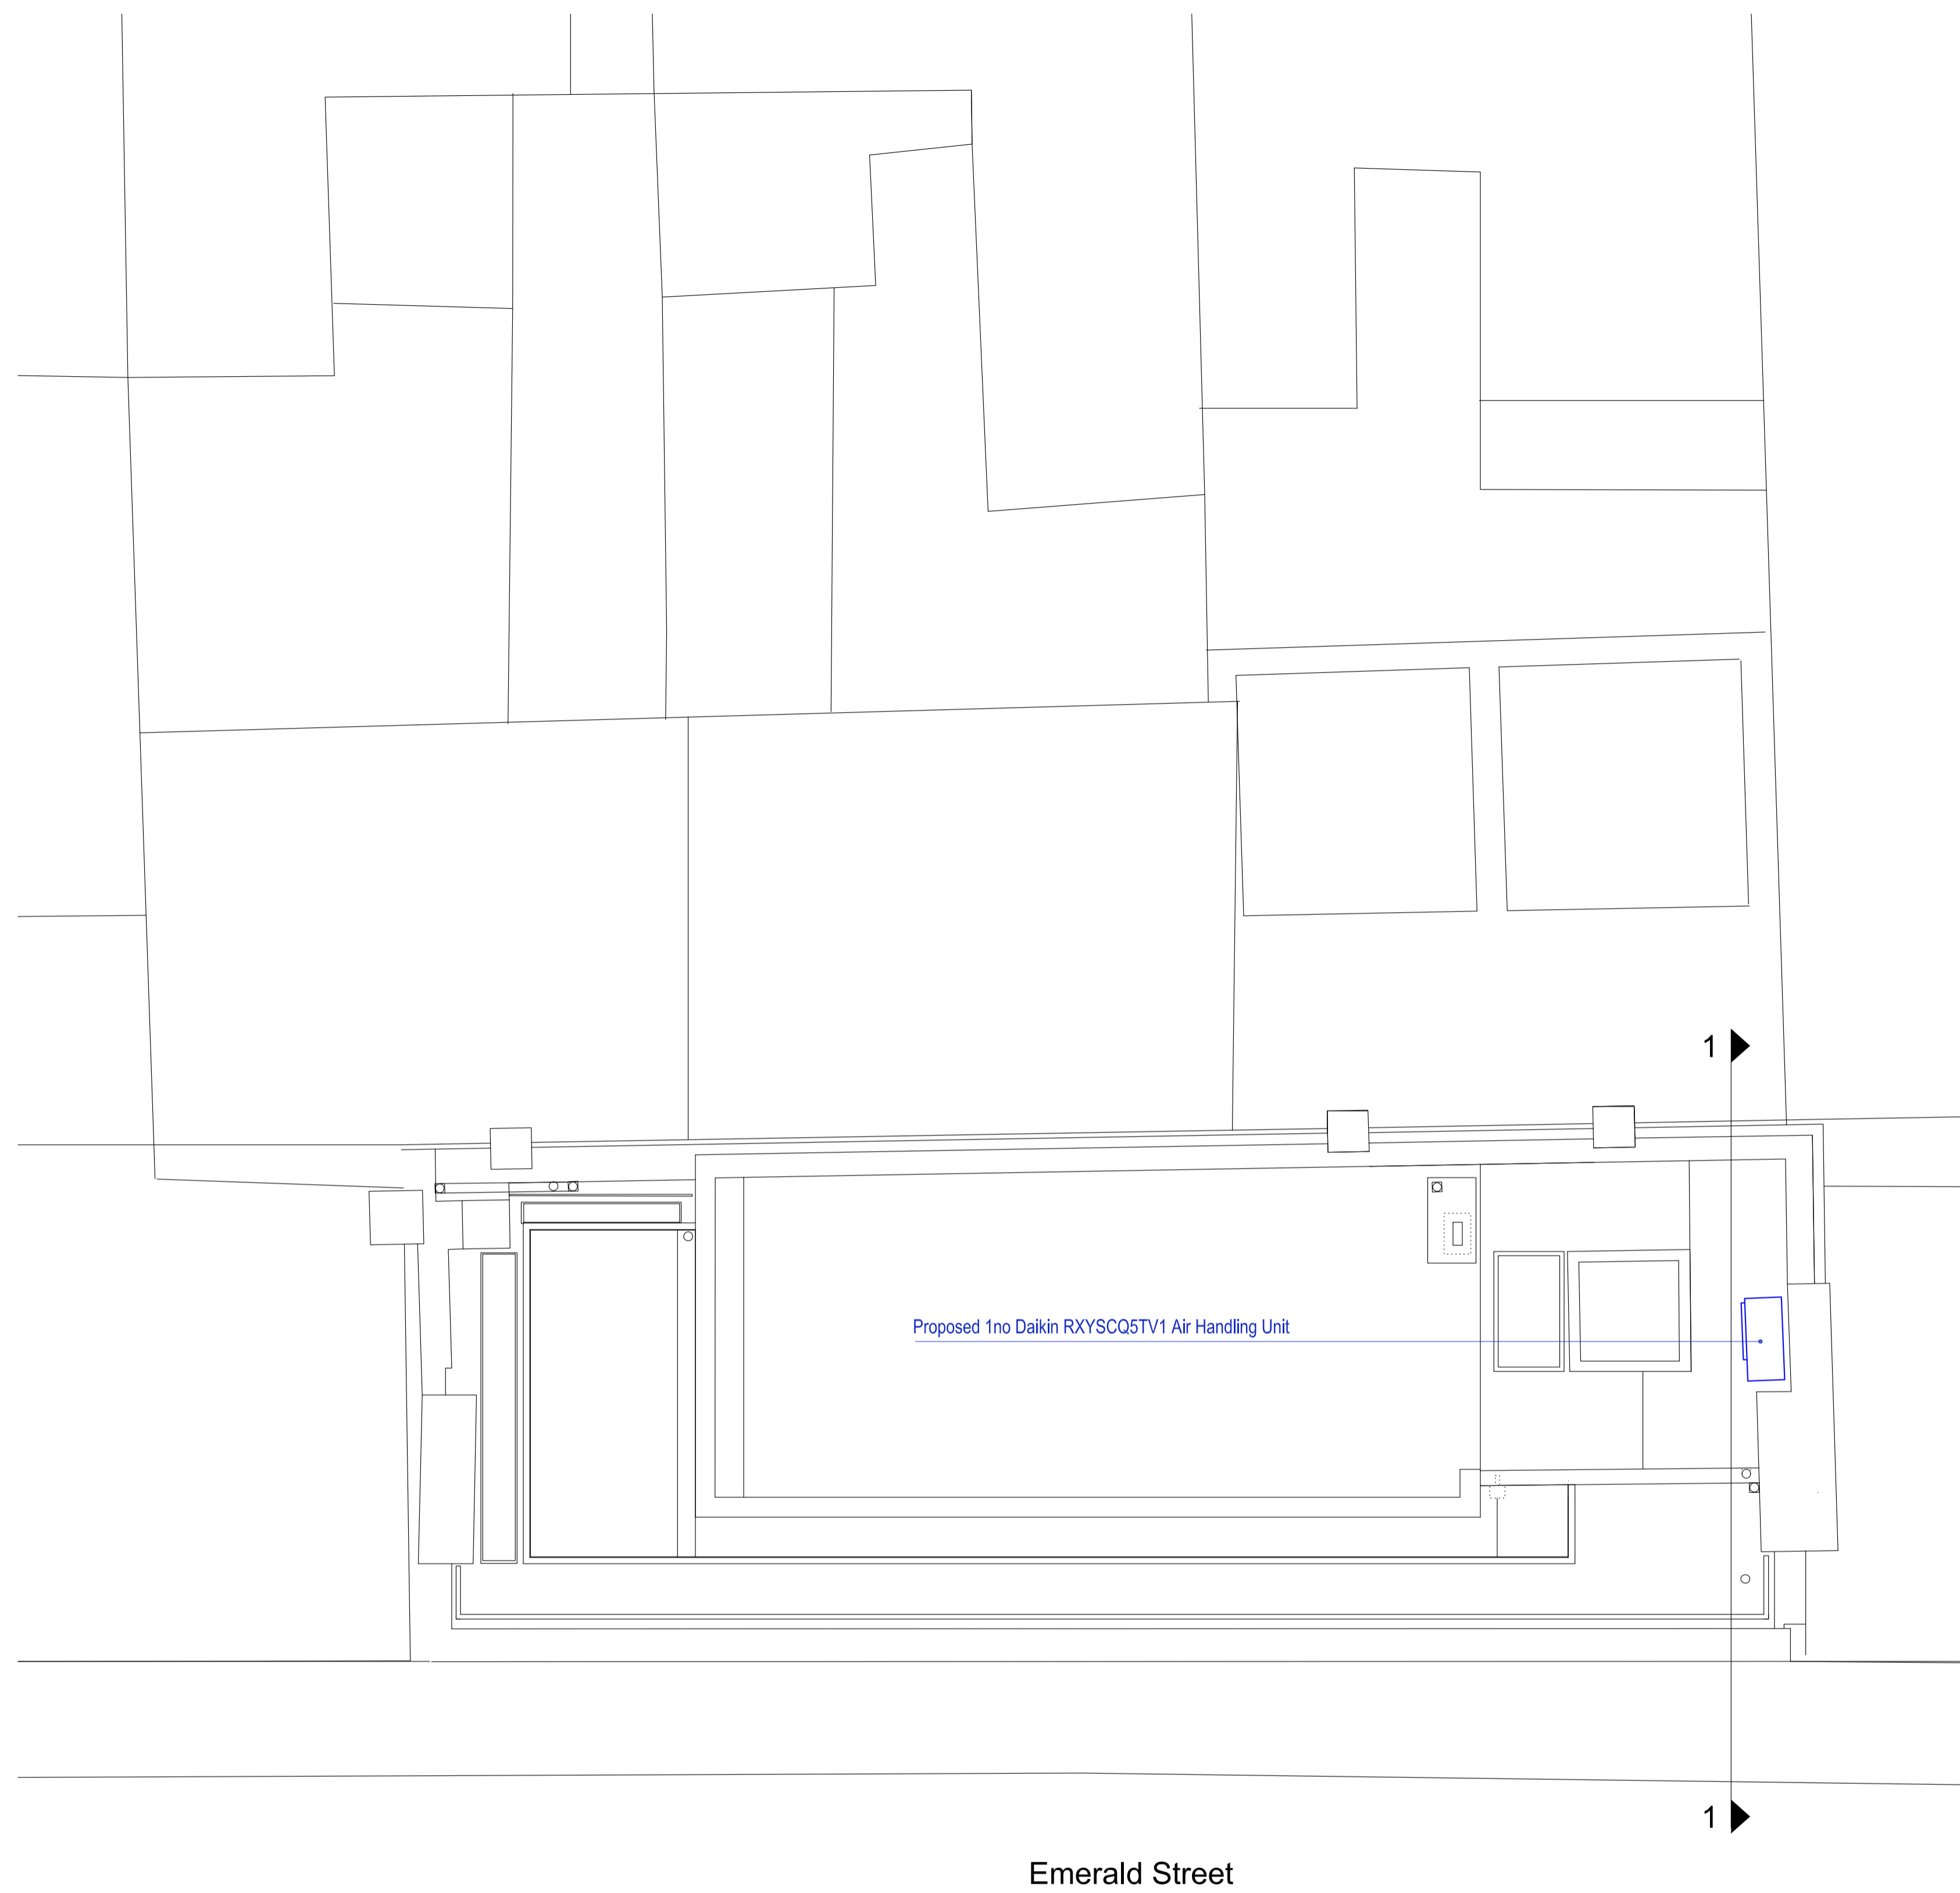 1
Proposed 1no Daikin RXYSCQ5TV1 Air Handling Unit
1
Emerald Street